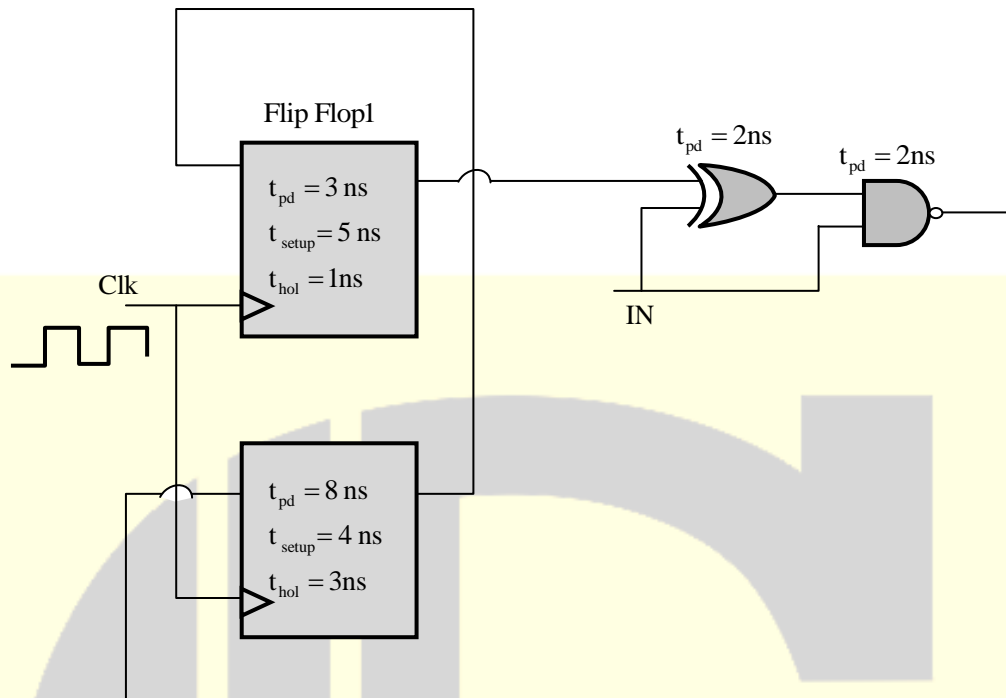 Flip Flop1
t_pd = 3 ns
t_setup = 5 ns
t_hol = 1ns
t_pd = 2ns
t_pd = 2ns
Clk
IN
t_pd = 8 ns
t_setup = 4 ns
t_hol = 3ns